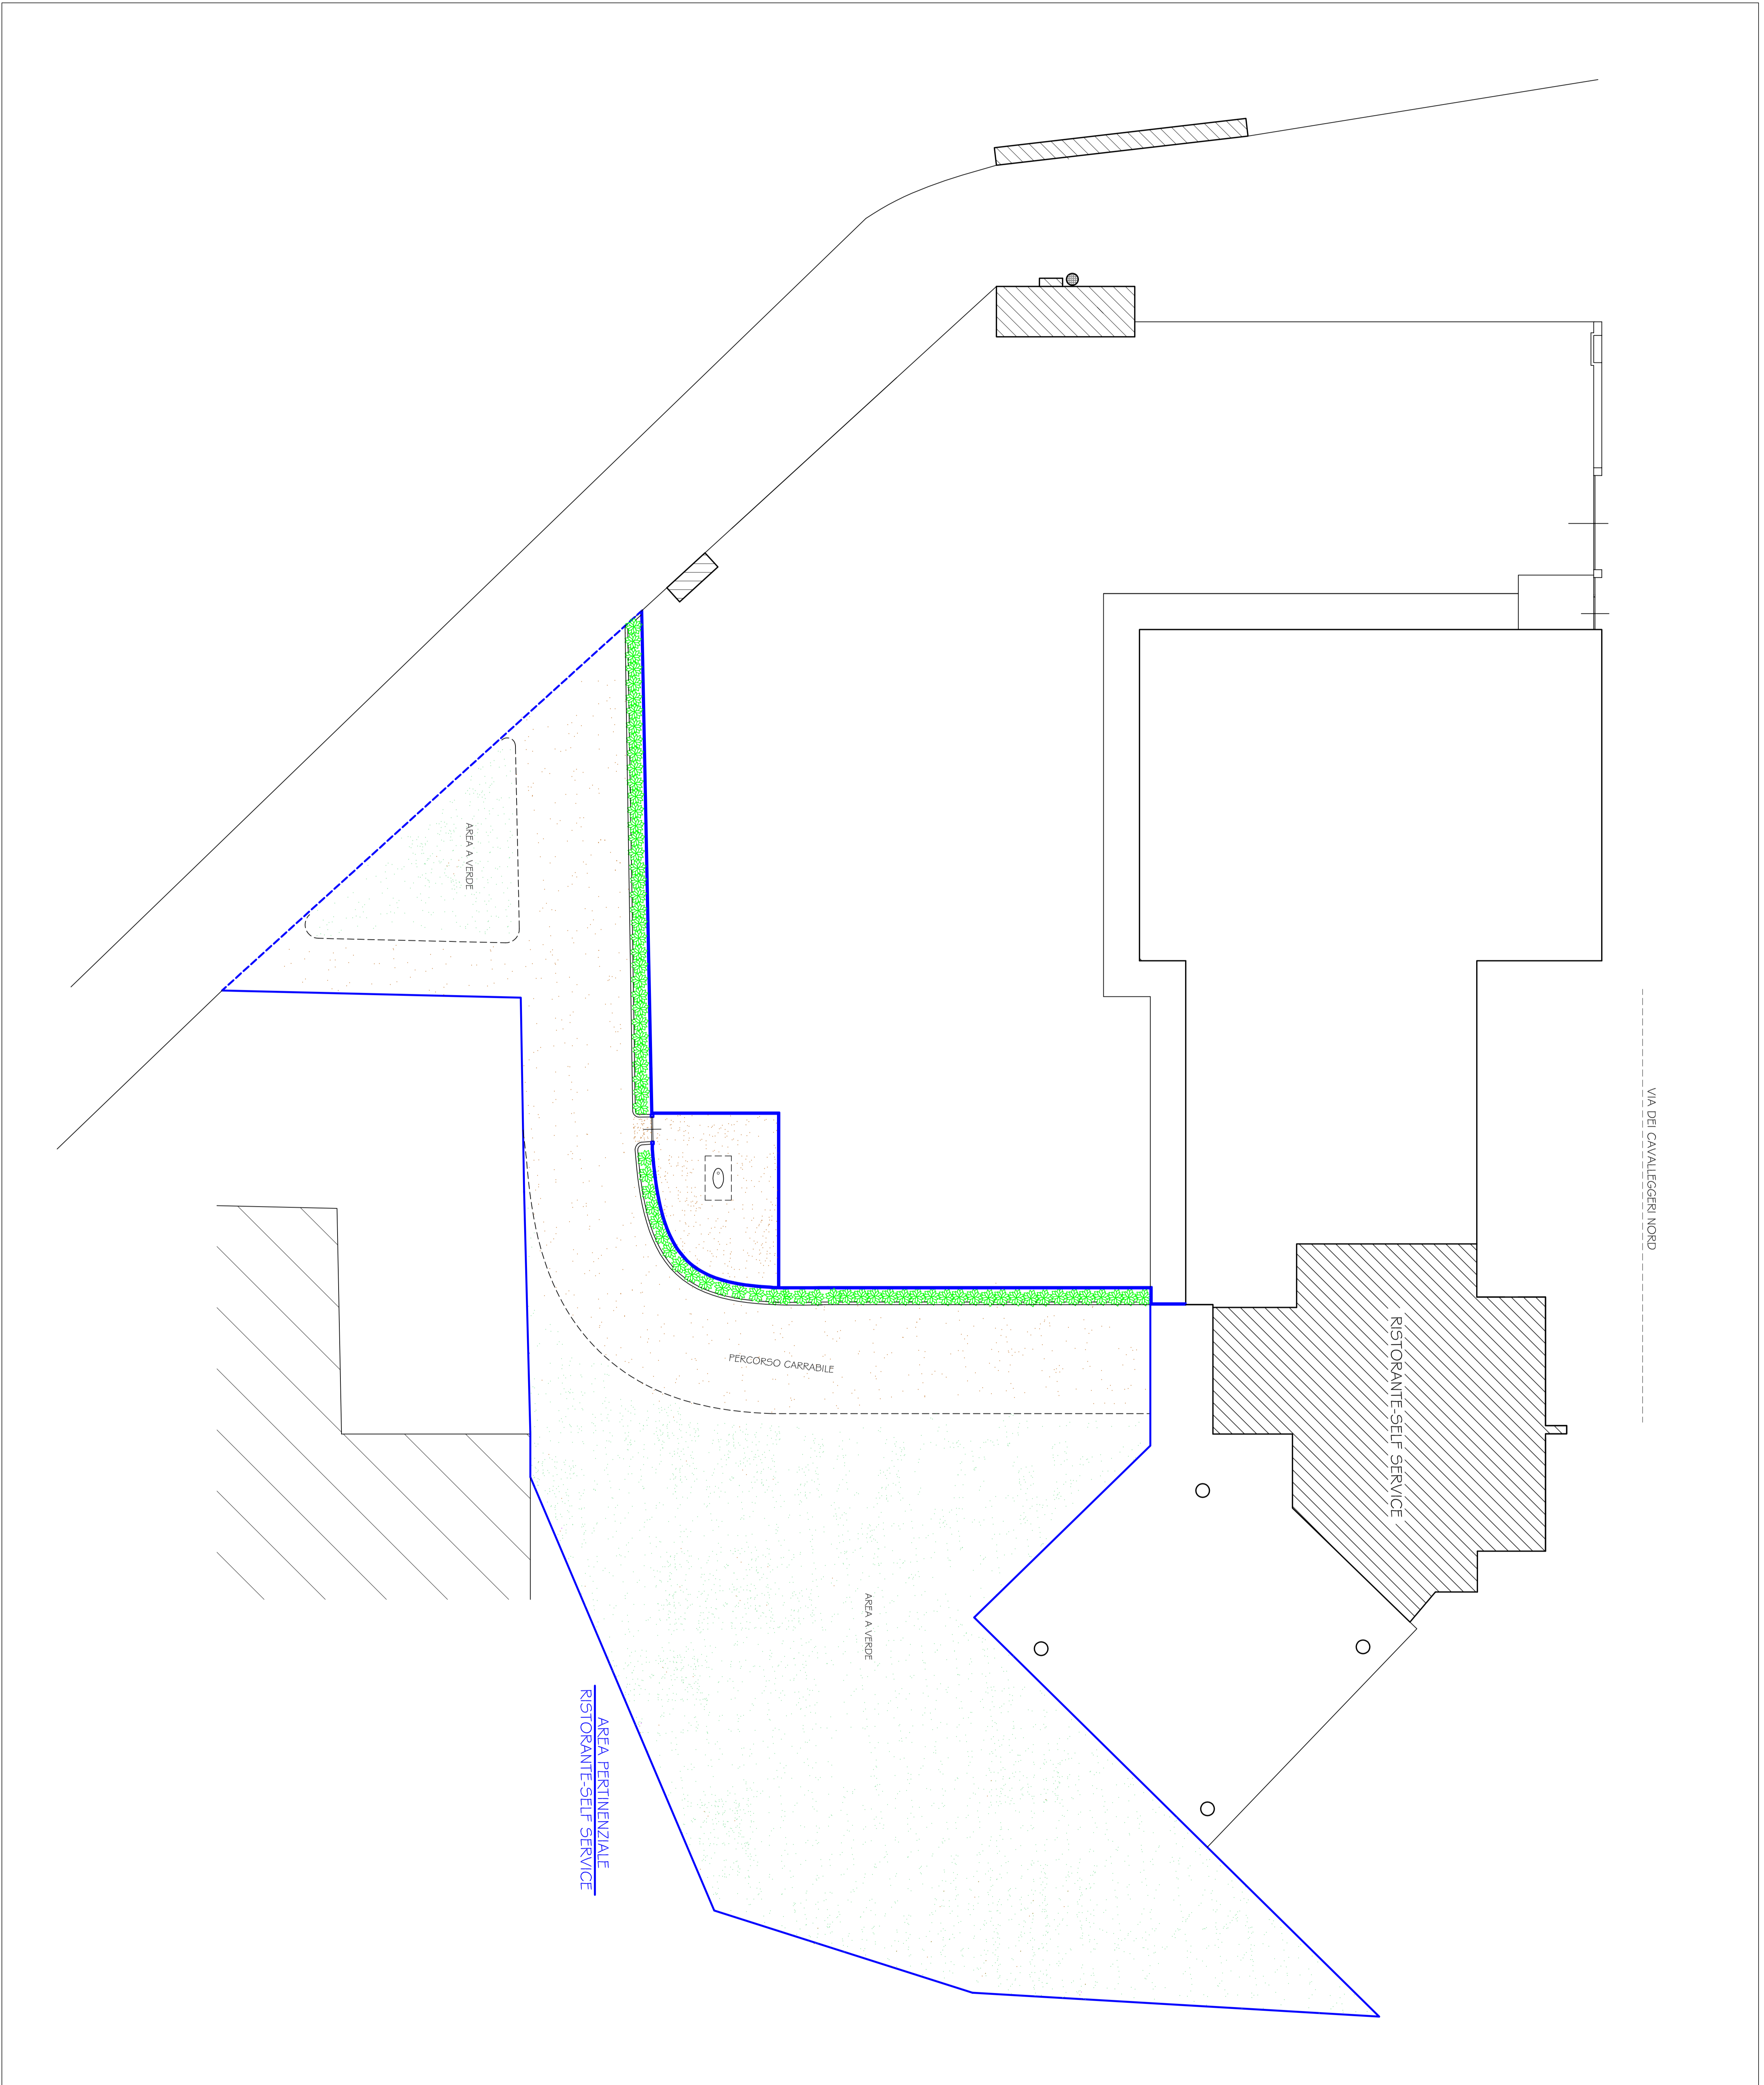 VIA DEI CAVALLEGGERI NORD
RISTORANTE-SELF SERVICE
AREA A VERDE
PERCORSO CARRABILE
AREA A VERDE
AREA PERTINENZIALE
RISTORANTE-SELF SERVICE